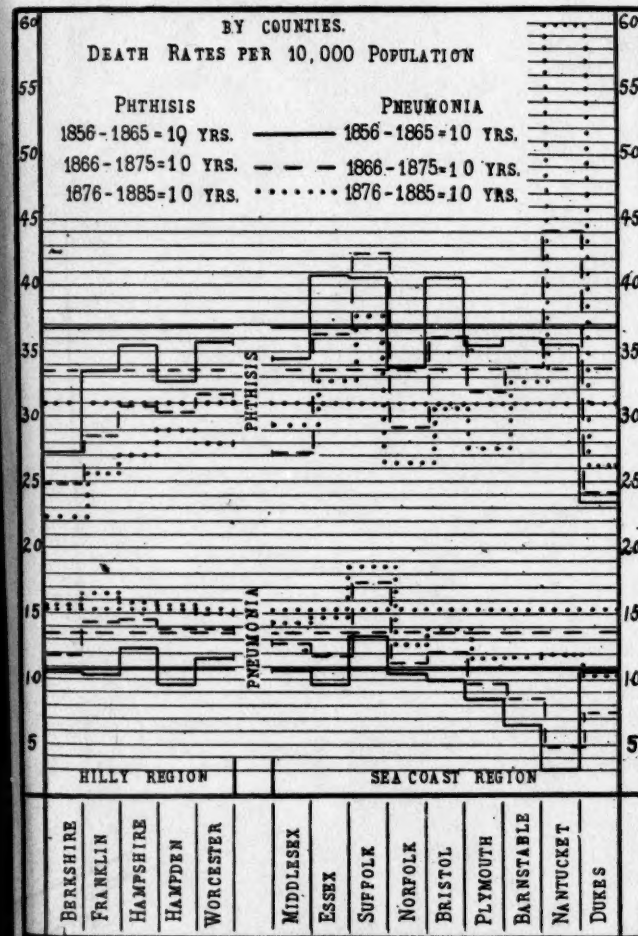 BY COUNTIES.
DEATH RATES PER 10,000 POPULATION
PHTHISIS PNEUMONIA
1856-1865=10 YRS. 1856-1865=10 YRS.
1866-1875=10 YRS. 1866-1875=10 YRS.
1876-1885=10 YRS. 1876-1885=10 YRS.
60 60
55 55
50 50
45 45
40 40
35 35
30 30
25 25
20 20
15 15
10 10
5 5
PHTHISIS
PNEUMONIA
HILLY REGION SEA COAST REGION
BERKSHIRE
FRANKLIN
HAMPSHIRE
HAMPDEN
WORCESTER
MIDDLESEX
ESSEX
SUFFOLK
NORFOLK
BRISTOL
PLYMOUTH
BARNSTABLE
NANTUCKET
DUKES